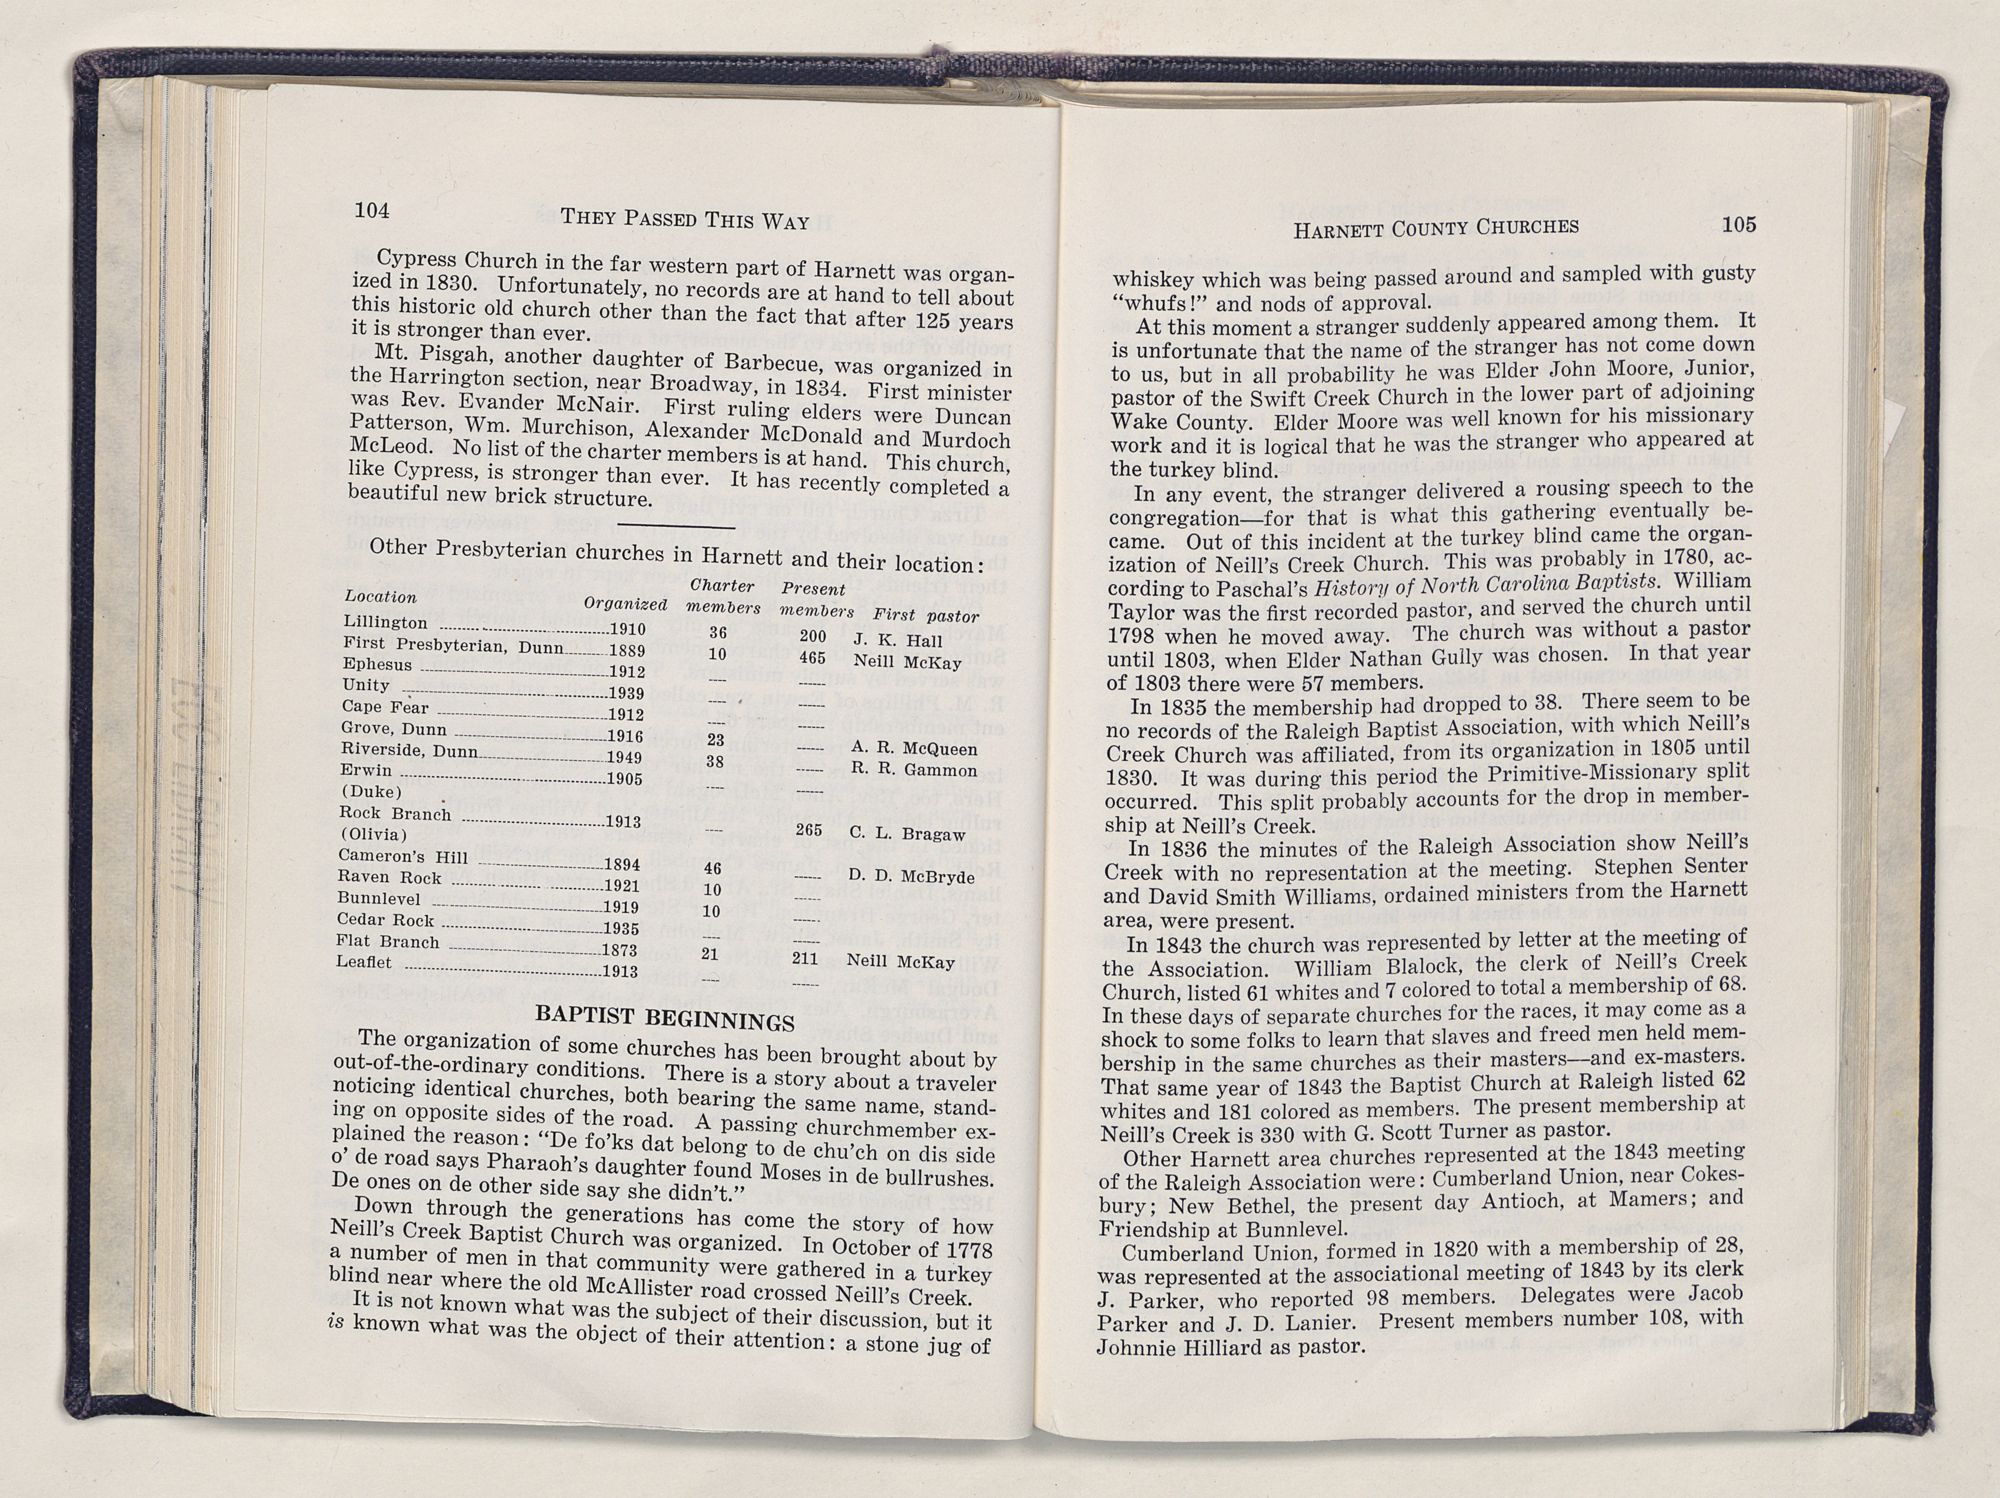 104
THEY PASSED THIS WAY
Cypress Church in the far western part of Harnett was organ-
ized in 1830. Unfortunately, no records are at hand to tell about
this historic old church other than the fact that after 125 years
it is stronger than ever.
Mt. Pisgah, another daughter of Barbecue, was organized in
the Harrington section, near Broadway, in 1834. First minister
was Rev. Evander McNair. First ruling elders were Duncan
Patterson, Wm. Murchison, Alexander McDonald and Murdoch
McLeod. No list of the charter members is at hand. This church,
like Cypress, is stronger than ever. It has recently completed a
beautiful new brick structure.
Other Presbyterian churches in Harnett and their location:
Charter Present
Location Organized members members First pastor
Lillington 1910 36 200 J. K. Hall
First Presbyterian, Dunn 1889 10 465 Neill McKay
Ephesus 1912 ---- -----
Unity 1939 ---- -----
Cape Fear 1912 ---- -----
Grove, Dunn 1916 23 ----- A. R. McQueen
Riverside, Dunn 1949 38 ----- R. R. Gammon
Erwin 1905 ---- -----
(Duke)
Rock Branch 1913 ---- 265 C. L. Bragaw
(Olivia)
Cameron's Hill 1894 46 ----- D. D. McBryde
Raven Rock 1921 10 -----
Bunnlevel 1919 10 -----
Cedar Rock 1935 ---- -----
Flat Branch 1873 21 211 Neill McKay
Leaflet 1913 ---- -----
BAPTIST BEGINNINGS
The organization of some churches has been brought about by
out-of-the-ordinary conditions. There is a story about a traveler
noticing identical churches, both bearing the same name, stand-
ing on opposite sides of the road. A passing churchmember ex-
plained the reason: "De fo'ks dat belong to de chu'ch on dis side
o' de road says Pharaoh's daughter found Moses in de bullrushes.
De ones on de other side say she didn't."
Down through the generations has come the story of how
Neill's Creek Baptist Church was organized. In October of 1778
a number of men in that community were gathered in a turkey
blind near where the old McAllister road crossed Neill's Creek.
It is not known what was the subject of their discussion, but it
is known what was the object of their attention: a stone jug of
HARNETT COUNTY CHURCHES
105
whiskey which was being passed around and sampled with gusty
"whufs!" and nods of approval.
At this moment a stranger suddenly appeared among them. It
is unfortunate that the name of the stranger has not come down
to us, but in all probability he was Elder John Moore, Junior,
pastor of the Swift Creek Church in the lower part of adjoining
Wake County. Elder Moore was well known for his missionary
work and it is logical that he was the stranger who appeared at
the turkey blind.
In any event, the stranger delivered a rousing speech to the
congregation—for that is what this gathering eventually be-
came. Out of this incident at the turkey blind came the organ-
ization of Neill's Creek Church. This was probably in 1780, ac-
cording to Paschal's History of North Carolina Baptists. William
Taylor was the first recorded pastor, and served the church until
1798 when he moved away. The church was without a pastor
until 1803, when Elder Nathan Gully was chosen. In that year
of 1803 there were 57 members.
In 1835 the membership had dropped to 38. There seem to be
no records of the Raleigh Baptist Association, with which Neill's
Creek Church was affiliated, from its organization in 1805 until
1830. It was during this period the Primitive-Missionary split
occurred. This split probably accounts for the drop in member-
ship at Neill's Creek.
In 1836 the minutes of the Raleigh Association show Neill's
Creek with no representation at the meeting. Stephen Senter
and David Smith Williams, ordained ministers from the Harnett
area, were present.
In 1843 the church was represented by letter at the meeting of
the Association. William Blalock, the clerk of Neill's Creek
Church, listed 61 whites and 7 colored to total a membership of 68.
In these days of separate churches for the races, it may come as a
shock to some folks to learn that slaves and freed men held mem-
bership in the same churches as their masters—and ex-masters.
That same year of 1843 the Baptist Church at Raleigh listed 62
whites and 181 colored as members. The present membership at
Neill's Creek is 330 with G. Scott Turner as pastor.
Other Harnett area churches represented at the 1843 meeting
of the Raleigh Association were: Cumberland Union, near Cokes-
bury; New Bethel, the present day Antioch, at Mamers; and
Friendship at Bunnlevel.
Cumberland Union, formed in 1820 with a membership of 28,
was represented at the associational meeting of 1843 by its clerk
J. Parker, who reported 98 members. Delegates were Jacob
Parker and J. D. Lanier. Present members number 108, with
Johnnie Hilliard as pastor.